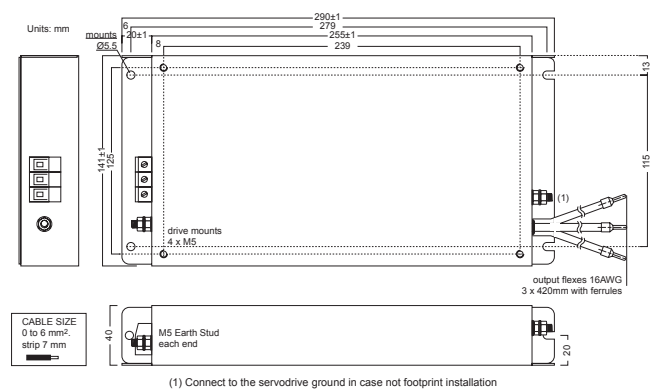 Units: mm
290±1
6
279
mounts
20±1
255±1
Ø5.5
8
239
13
141±1
125
115
(1)
drive mounts
4 x M5
output flexes 16AWG
3 x 420mm with ferrules
CABLE SIZE
0 to 6 mm².
strip 7 mm
40
M5 Earth Stud
each end
20
(1) Connect to the servodrive ground in case not footprint installation